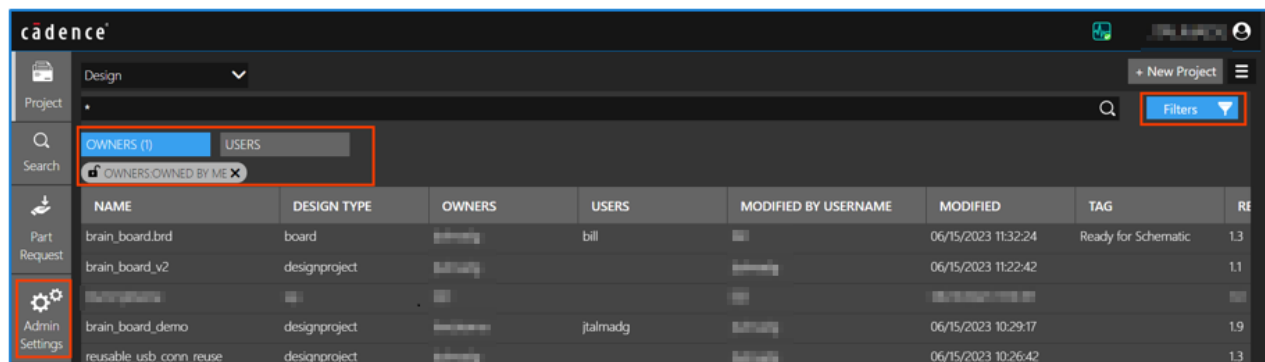 cādence®
Design
+ New Project
Project
*
Filters
Search
OWNERS (1) USERS
OWNERS:OWNED BY ME X
NAME DESIGN TYPE OWNERS USERS MODIFIED BY USERNAME MODIFIED TAG RE
Part
Request
brain_board.brd board bill 06/15/2023 11:32:24 Ready for Schematic 1.3
brain_board_v2 designproject 06/15/2023 11:22:42 1.1
Admin
Settings
brain_board_demo designproject jtalmadg 06/15/2023 10:29:17 1.9
reusable_usb_conn_reuse designproject 06/15/2023 10:26:42 1.3